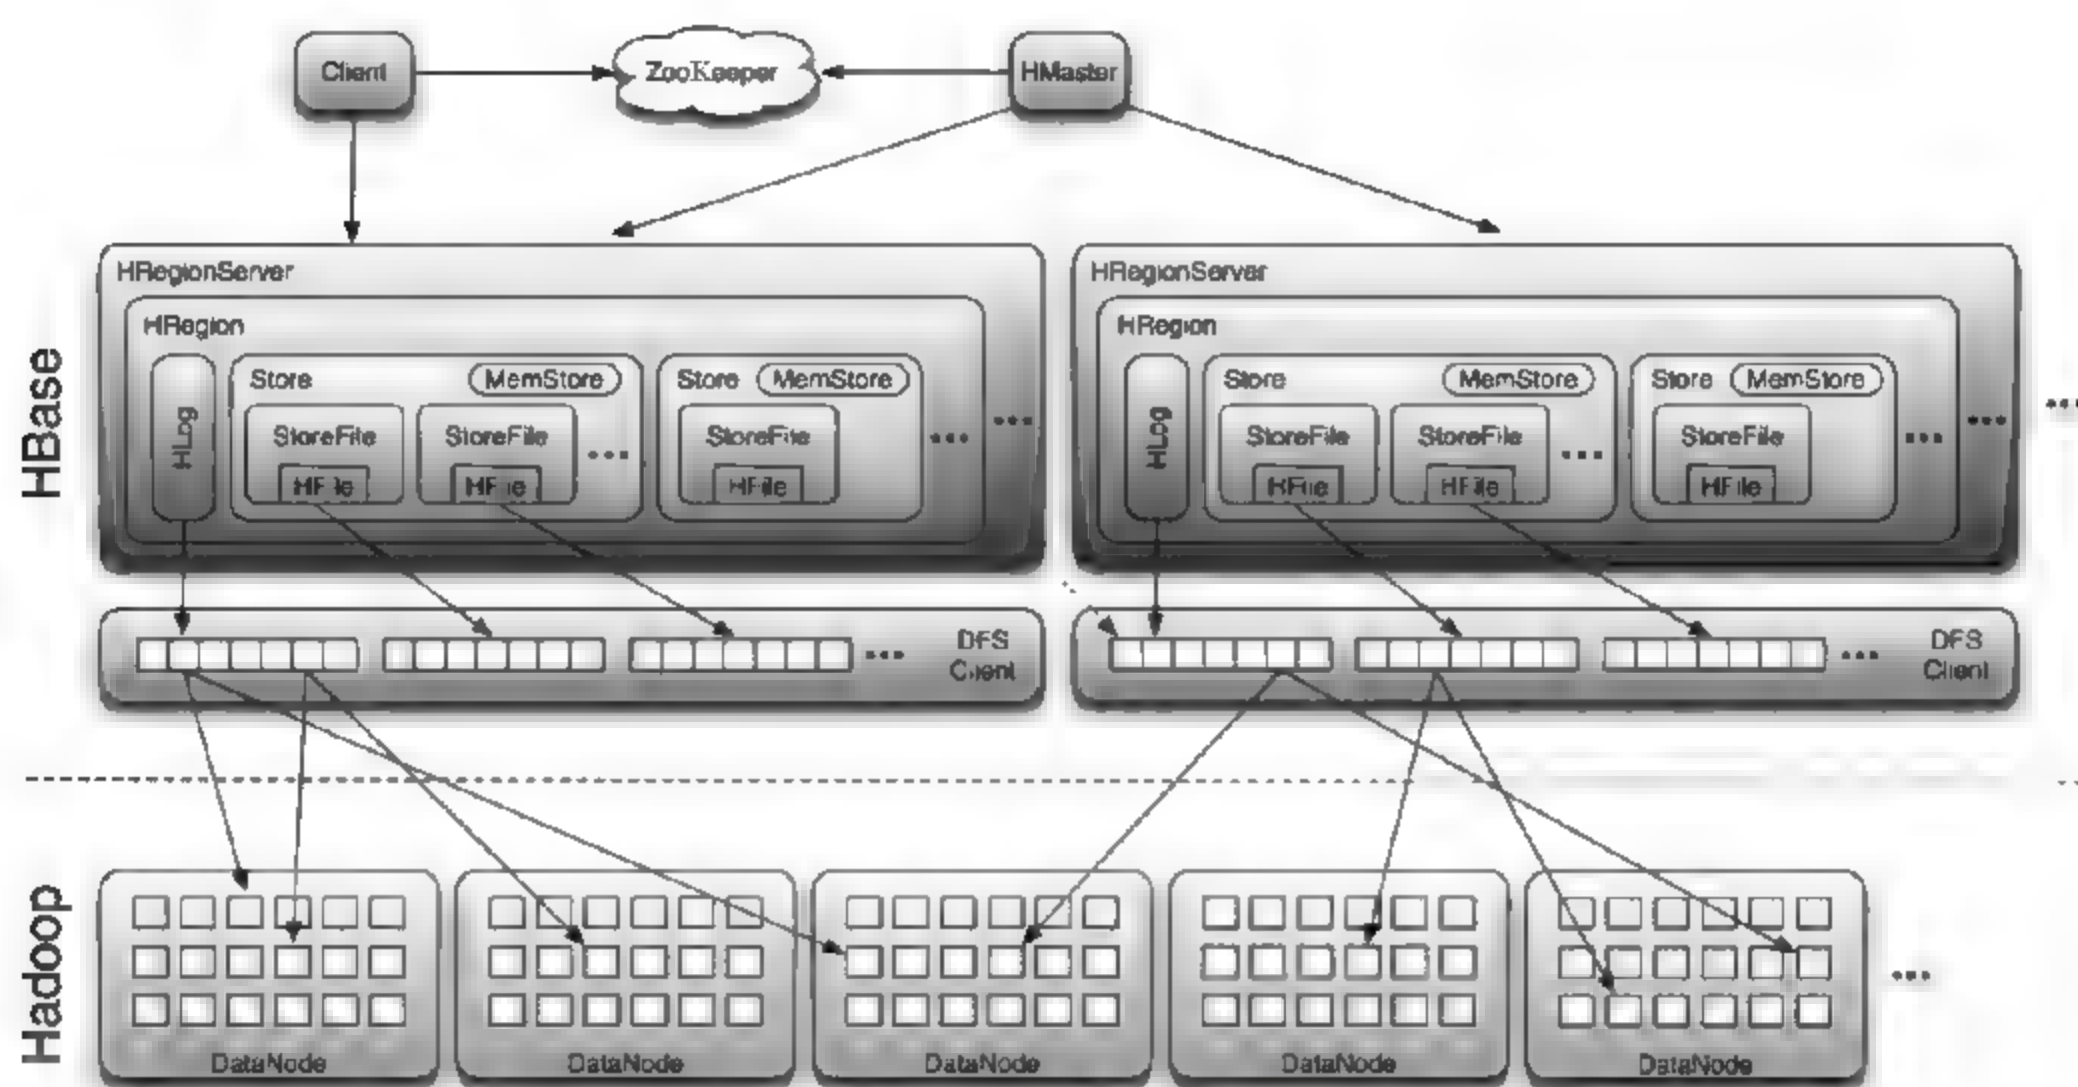 Client
ZooKeeper
HMaster
HBase
HRegionServer
HRegion
HLog
Store
MemStore
StoreFile
HFile
StoreFile
HFile
...
Store
MemStore
StoreFile
HFile
...
...
HRegionServer
HRegion
HLog
Store
MemStore
StoreFile
HFile
StoreFile
HFile
...
Store
MemStore
StoreFile
HFile
...
...
...
...
DFS
Client
...
DFS
Client
Hadoop
DataNode
DataNode
DataNode
DataNode
DataNode
...